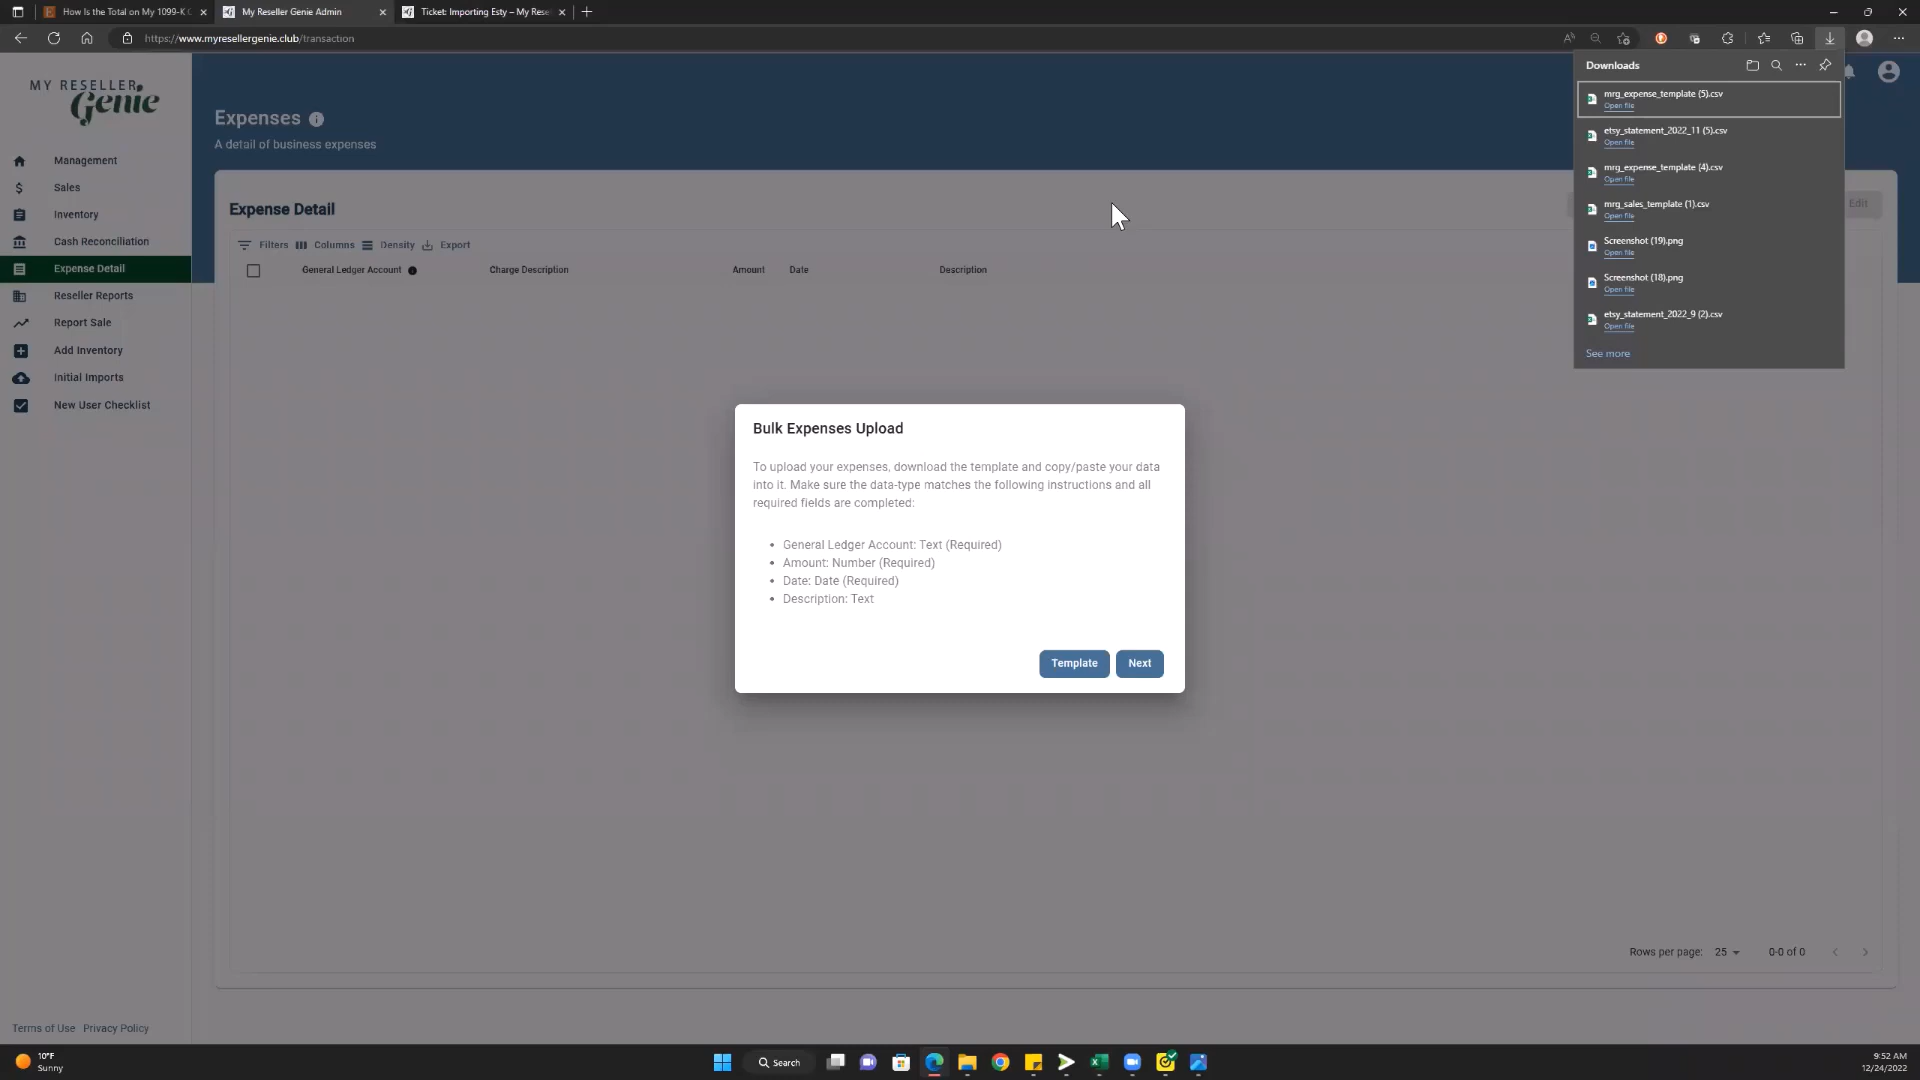 How Is the Total on My 1099-K C
My Reseller Genie Admin
Ticket: Importing Esty – My Rese
https://www.myresellergenie.club/transaction
MY RESELLER
Genie
Management
Sales
Inventory
Cash Reconciliation
Expense Detail
Reseller Reports
Report Sale
Add Inventory
Initial Imports
New User Checklist
Terms of Use Privacy Policy
Expenses
A detail of business expenses
Expense Detail
Edit
Filters Columns Density Export
General Ledger Account Charge Description Amount Date Description
Downloads
mrg_expense_template (5).csv
Open file
etsy_statement_2022_11 (5).csv
Open file
mrg_expense_template (4).csv
Open file
mrg_sales_template (1).csv
Open file
Screenshot (19).png
Open file
Screenshot (18).png
Open file
etsy_statement_2022_9 (2).csv
Open file
See more
Bulk Expenses Upload
To upload your expenses, download the template and copy/paste your data
into it. Make sure the data-type matches the following instructions and all
required fields are completed:
• General Ledger Account: Text (Required)
• Amount: Number (Required)
• Date: Date (Required)
• Description: Text
Template Next
Rows per page: 25 0-0 of 0
10°F
Sunny
Search
9:52 AM
12/24/2022